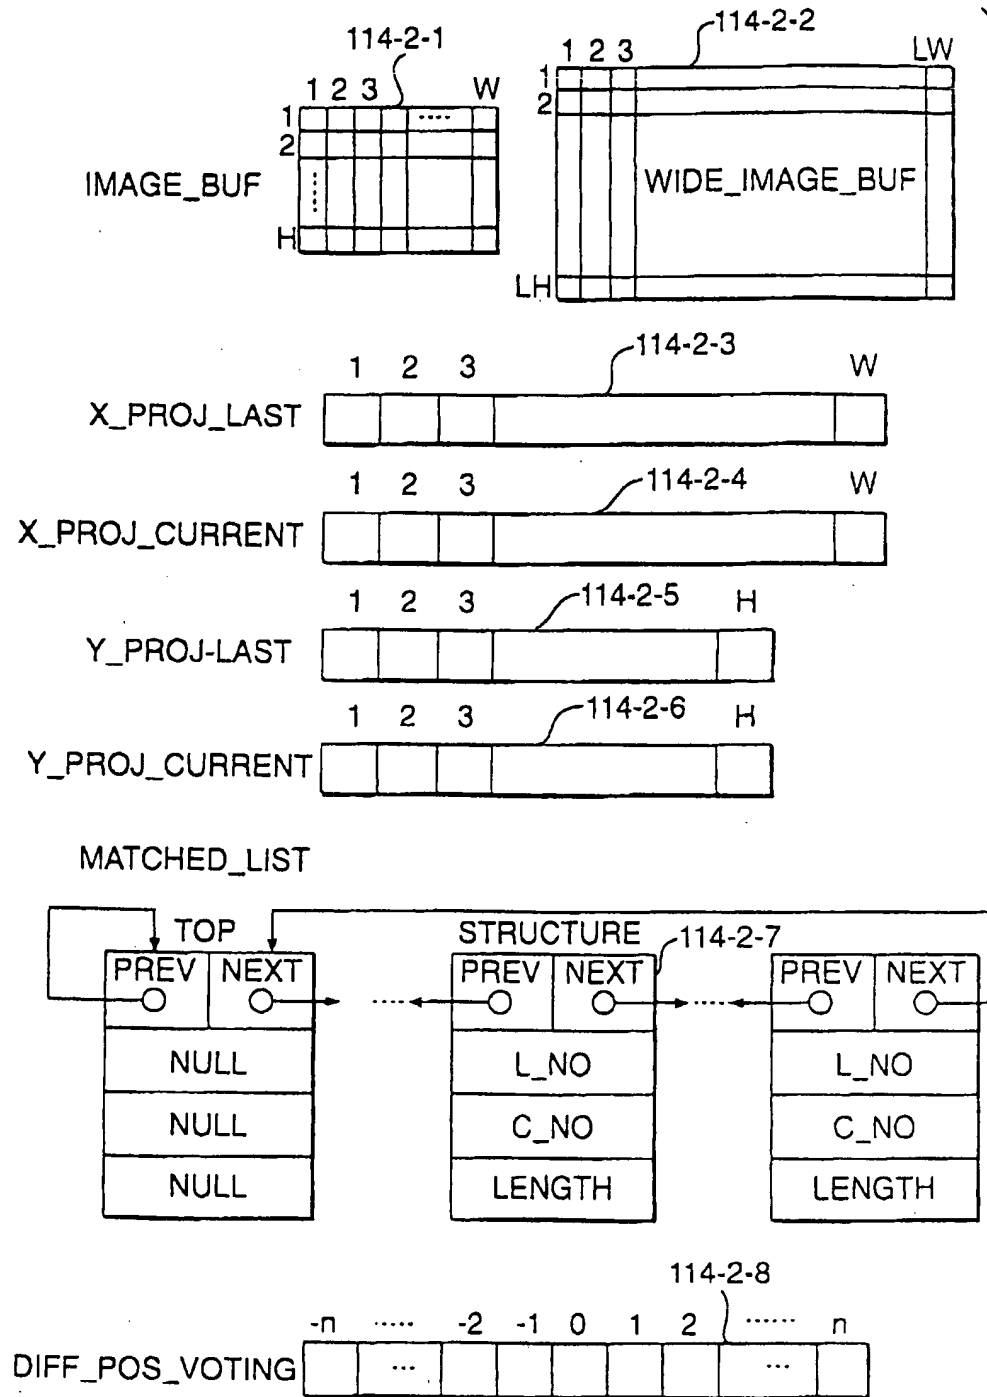 114-2-1
1 2 3 W
1 ....
2
IMAGE_BUF
......
H
114-2-2
1 2 3 LW
1
2
WIDE_IMAGE_BUF
LH
114-2-3
1 2 3 W
X_PROJ_LAST
114-2-4
1 2 3 W
X_PROJ_CURRENT
114-2-5
1 2 3 H
Y_PROJ-LAST
114-2-6
1 2 3 H
Y_PROJ_CURRENT
MATCHED_LIST
TOP
PREV NEXT
NULL
NULL
NULL
.....
STRUCTURE
114-2-7
PREV NEXT
L_NO
C_NO
LENGTH
.....
PREV NEXT
L_NO
C_NO
LENGTH
114-2-8
-n ..... -2 -1 0 1 2 ...... n
DIFF_POS_VOTING ... ...